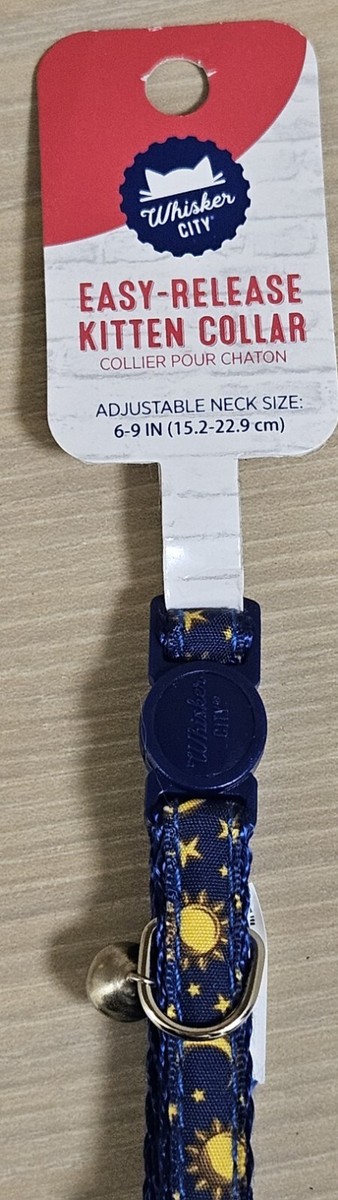 Whisker
CITY®
EASY-RELEASE
KITTEN COLLAR
COLLIER POUR CHATON
ADJUSTABLE NECK SIZE:
6-9 IN (15.2-22.9 cm)
Whisker
CITY®